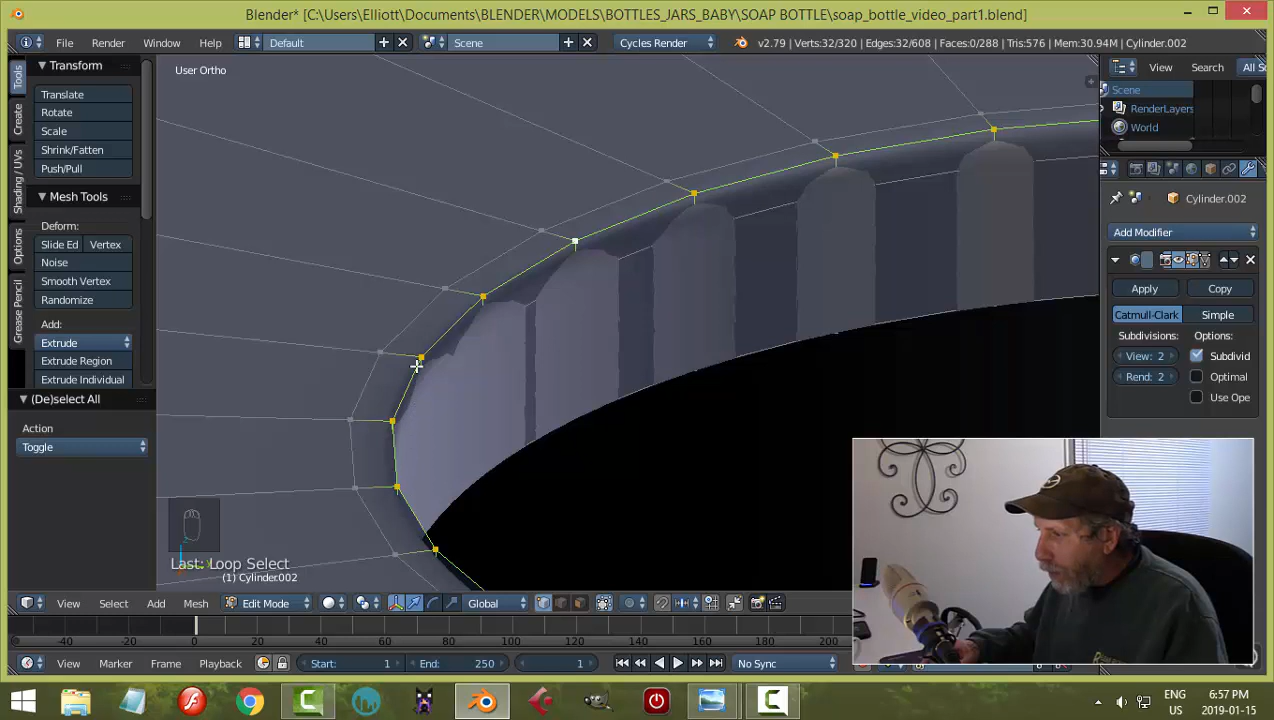 Blender* [C:\Users\Elliott\Documents\BLENDER\MODELS\BOTTLES_JARS_BABY\SOAP BOTTLE\soap_bottle_video_part1.blend]
File Render Window Help Default Scene Cycles Render v2.79 | Verts:32/320 | Edges:32/608 | Faces:0/288 | Tris:576 | Mem:30.94M | Cylinder.002
Tools
Create
Shading / UVs
Options
Grease Pencil
Transform
Translate
Rotate
Scale
Shrink/Fatten
Push/Pull
Mesh Tools
Deform:
Slide Ed Vertex
Noise
Smooth Vertex
Randomize
Add:
Extrude
Extrude Region
Extrude Individual
(De)select All
Action
Toggle
User Ortho
Last: Loop Select
(1) Cylinder.002
View Search All S
Scene
RenderLayers
World
Cylinder.002
Add Modifier
Apply Copy
Catmull-Clark Simple
Subdivisions: Options:
View: 2 Subdivid
Rend: 2 Optimal
Use Ope
View Select Add Mesh Edit Mode Global
-40 -20 0 20 40 60 80 100 120 140 160 180 200
View Marker Frame Playback Start: 1 End: 250 1 No Sync
ENG 6:57 PM
US 2019-01-15